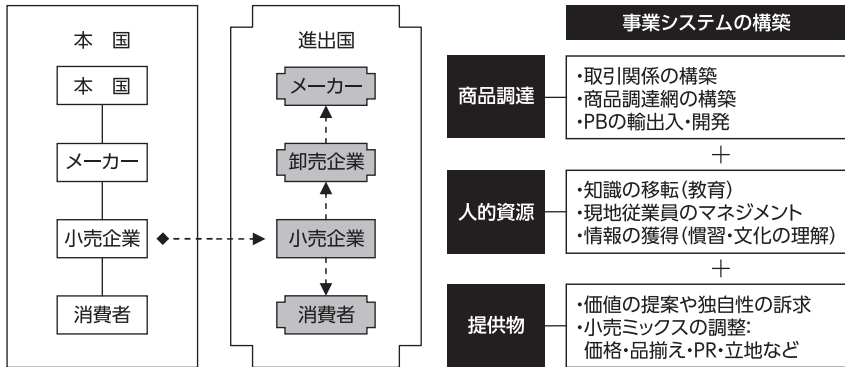 本　国
本　国
メーカー
小売企業
消費者
進出国
メーカー
卸売企業
小売企業
消費者
事業システムの構築
商品調達
・取引関係の構築
・商品調達網の構築
・PBの輸出入・開発
＋
人的資源
・知識の移転（教育）
・現地従業員のマネジメント
・情報の獲得（慣習・文化の理解）
＋
提供物
・価値の提案や独自性の訴求
・小売ミックスの調整：
価格・品揃え・PR・立地など